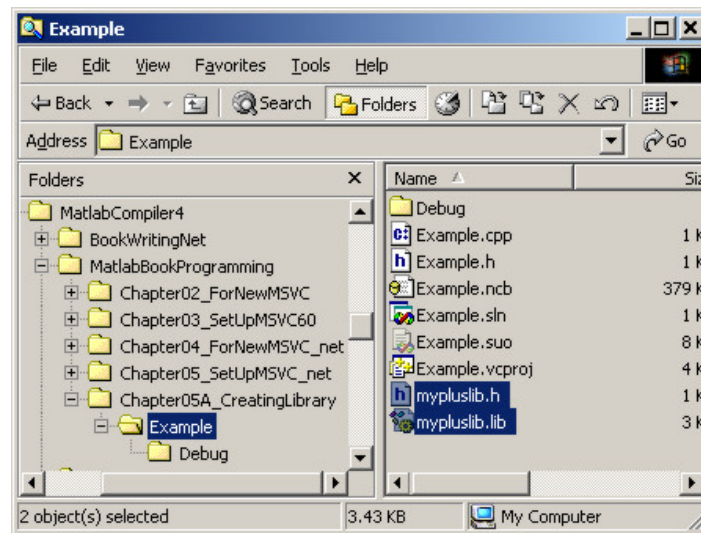 Example
File Edit View Favorites Tools Help
Back Search Folders
Address Example Go
Folders
MatlabCompiler4
BookWritingNet
MatlabBookProgramming
Chapter02_ForNewMSVC
Chapter03_SetUpMSVC60
Chapter04_ForNewMSVC_net
Chapter05_SetUpMSVC_net
Chapter05A_CreatingLibrary
Example
Debug
Name Siz
Debug
Example.cpp 1 K
Example.h 1 K
Example.ncb 379 K
Example.sln 1 K
Example.suo 8 K
Example.vcproj 4 K
mypluslib.h 1 K
mypluslib.lib 3 K
2 object(s) selected 3.43 KB My Computer